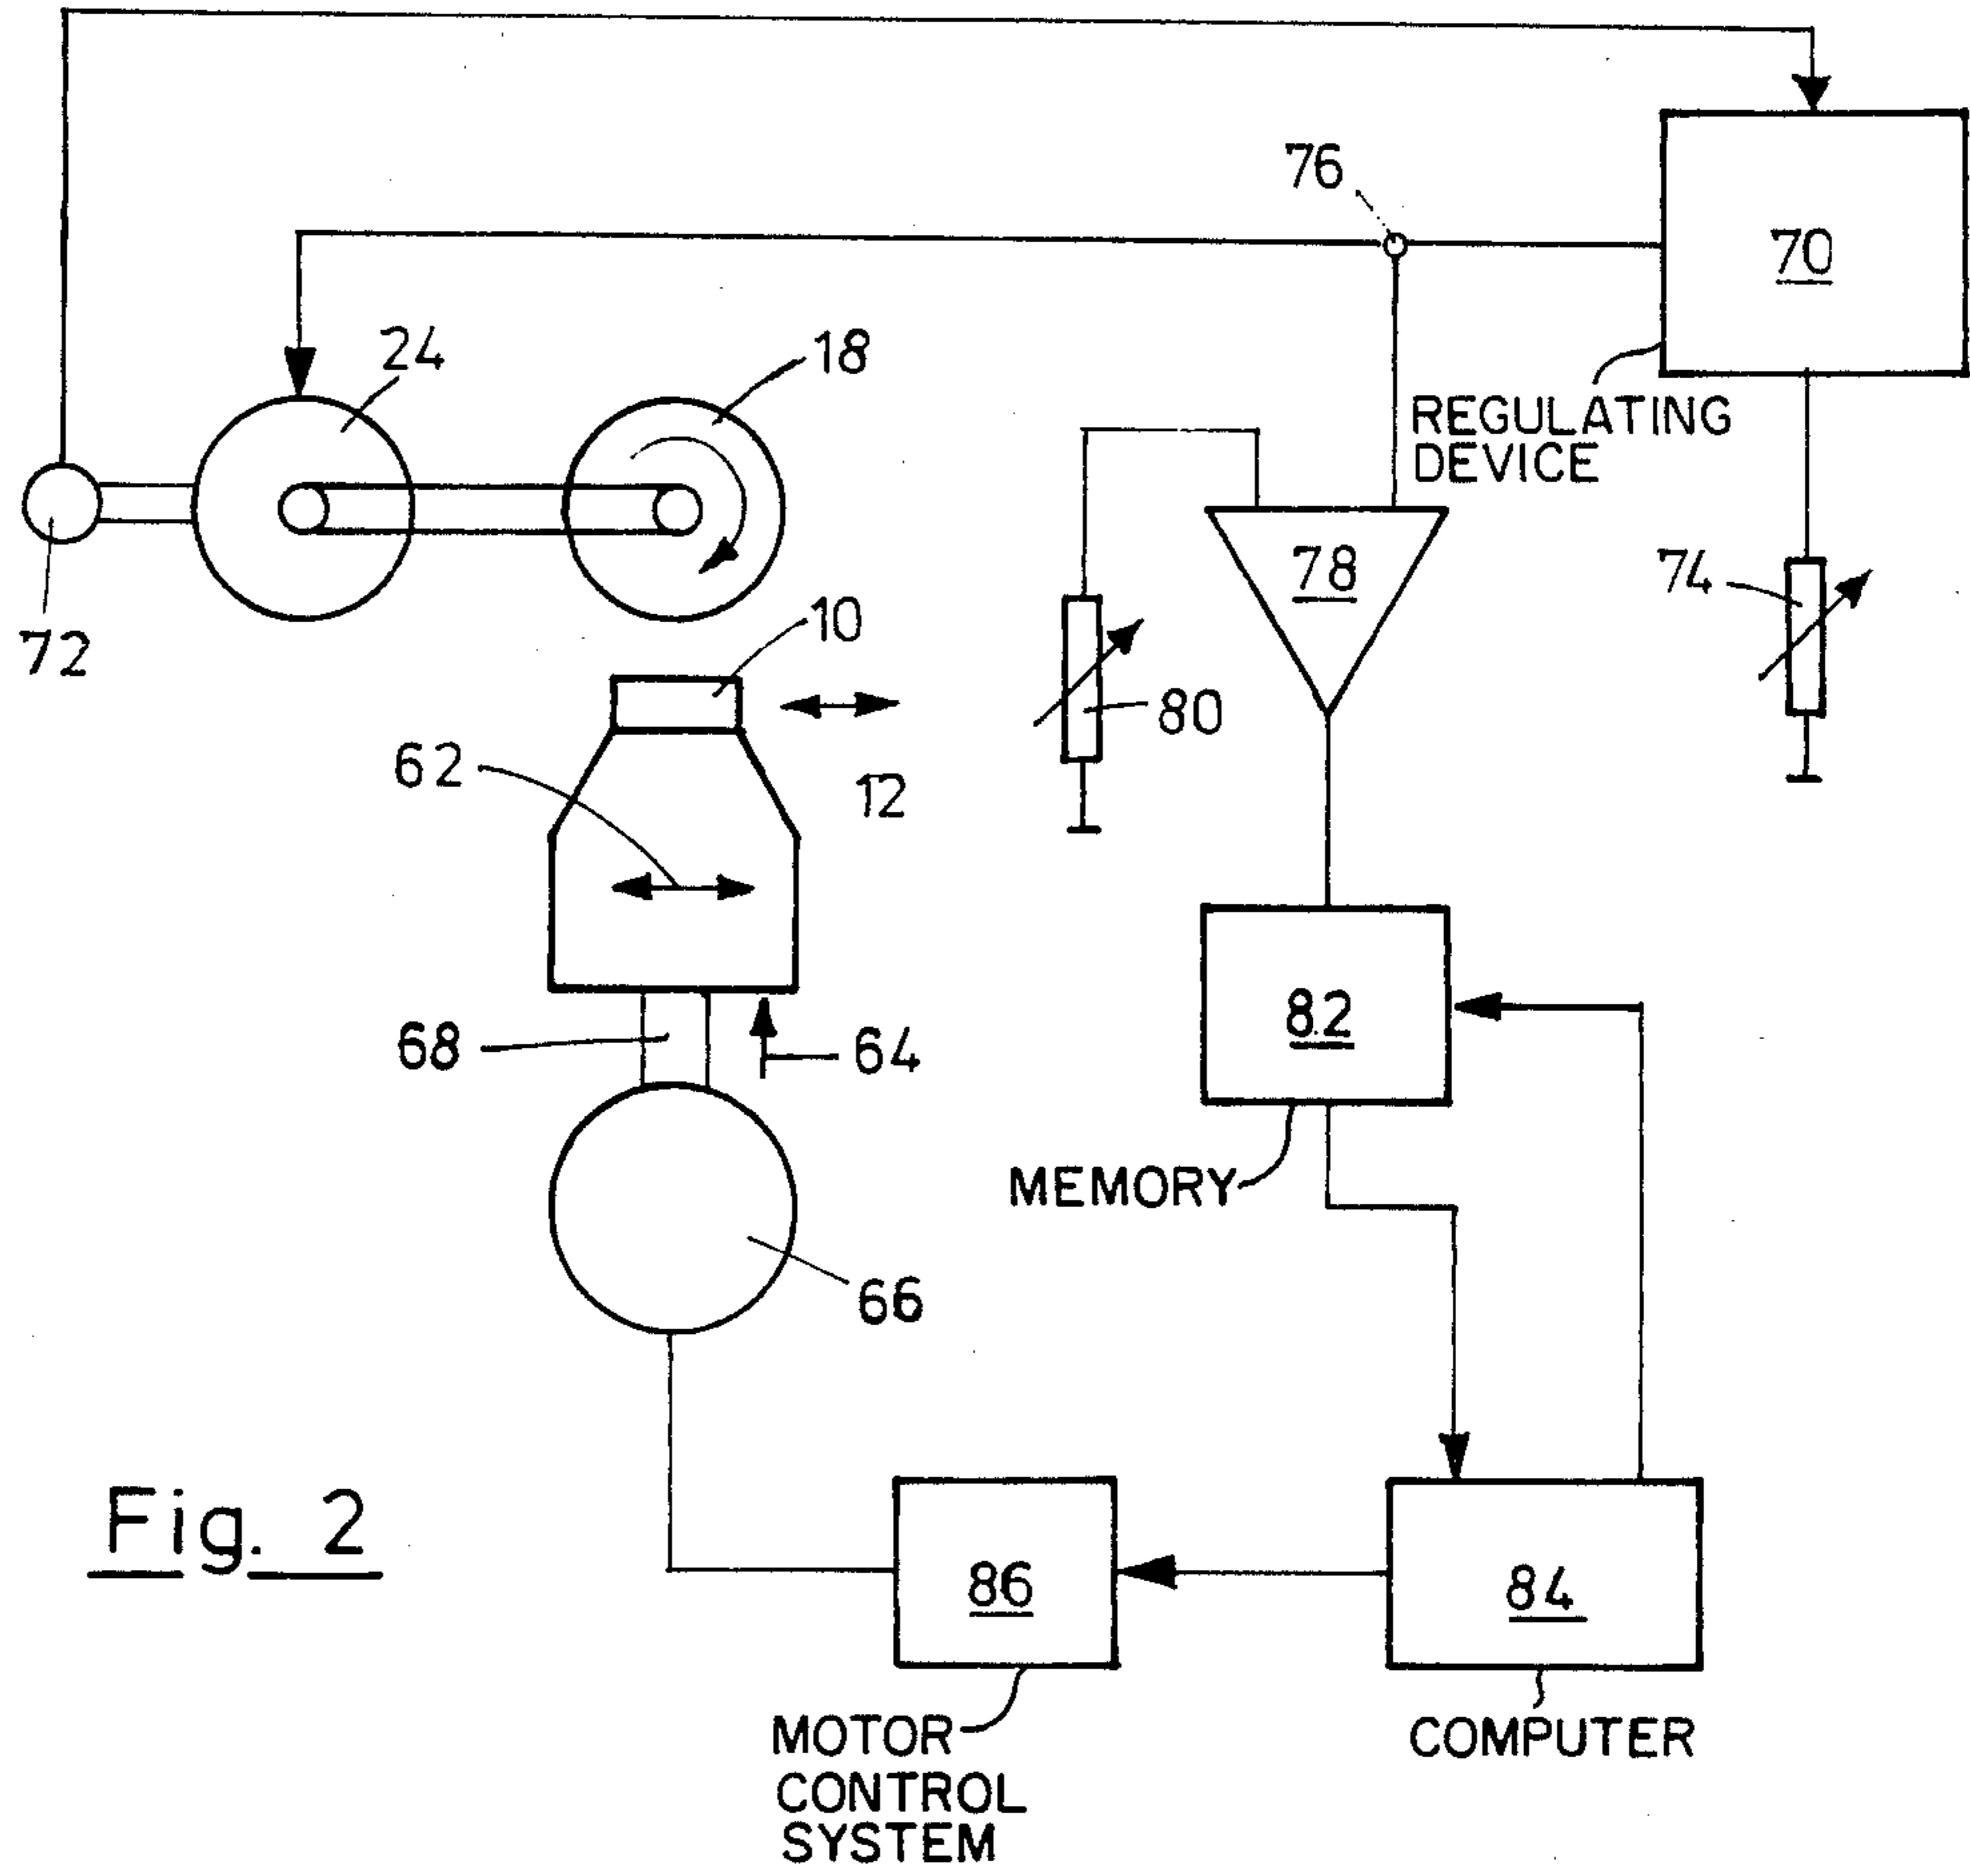 76
70
24
18
REGULATING
DEVICE
78
74
72
10
80
62
12
82
68
64
MEMORY
66
Fig. 2
86
84
MOTOR
CONTROL
SYSTEM
COMPUTER